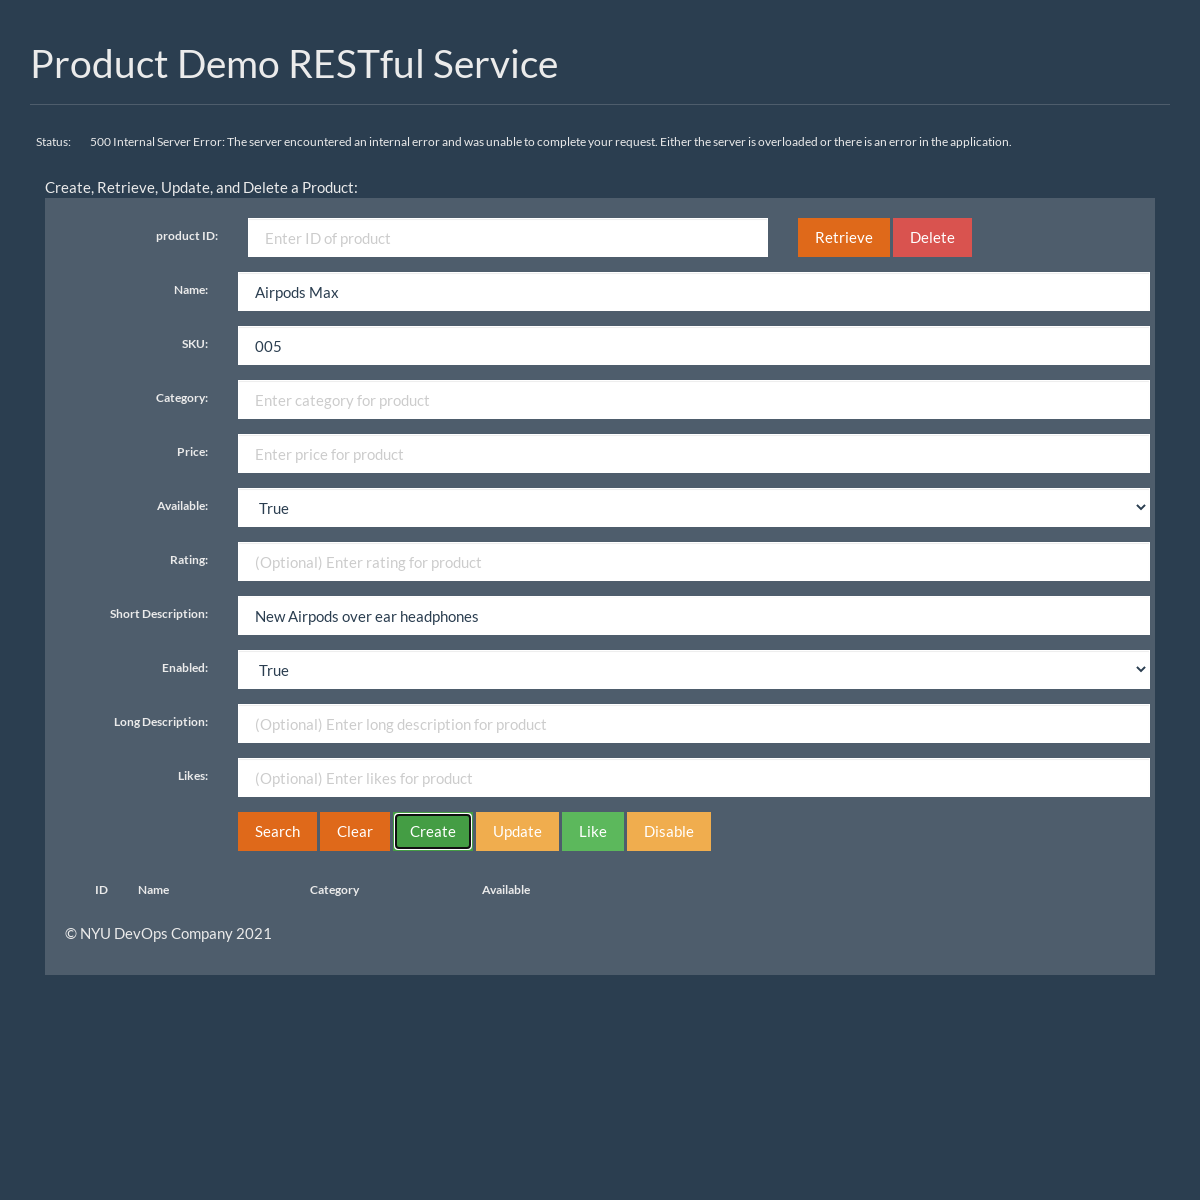 Product Demo RESTful Service
Status: 500 Internal Server Error: The server encountered an internal error and was unable to complete your request. Either the server is overloaded or there is an error in the application.
Create, Retrieve, Update, and Delete a Product:
product ID: Enter ID of product Retrieve Delete
Name: Airpods Max
SKU: 005
Category: Enter category for product
Price: Enter price for product
Available: True
Rating: (Optional) Enter rating for product
Short Description: New Airpods over ear headphones
Enabled: True
Long Description: (Optional) Enter long description for product
Likes: (Optional) Enter likes for product
Search Clear Create Update Like Disable
ID Name Category Available
© NYU DevOps Company 2021